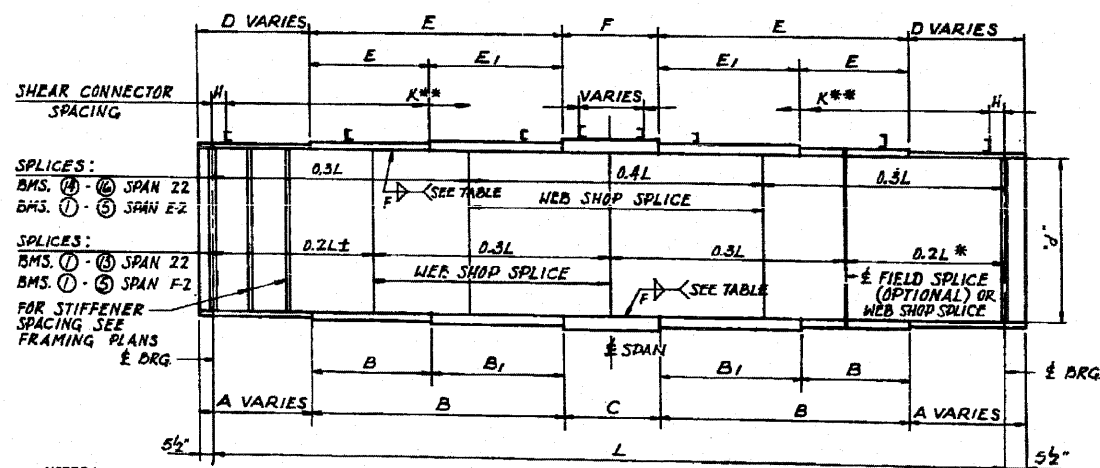 D VARIES E F E D VARIES
E E₁ E₁ E
SHEAR CONNECTOR SPACING
H K** VARIES K** H
SPLICES:
BMS. ⑭ - ⑯ SPAN 22
BMS. ① - ⑤ SPAN E-2
0.3L 0.4L 0.3L
F SEE TABLE
WEB SHOP SPLICE
SPLICES:
BMS. ① - ⑬ SPAN 22
BMS. ① - ⑤ SPAN F-2
0.2L± 0.3L 0.3L 0.2L*
WEB SHOP SPLICE
F SEE TABLE
℄ FIELD SPLICE
(OPTIONAL) OR
WEB SHOP SPLICE
"d"
FOR STIFFENER
SPACING SEE
FRAMING PLANS
℄ BRG.
℄ SPAN
℄ BRG.
B B₁ B₁ B
A VARIES B C B A VARIES
5½" L 5½"